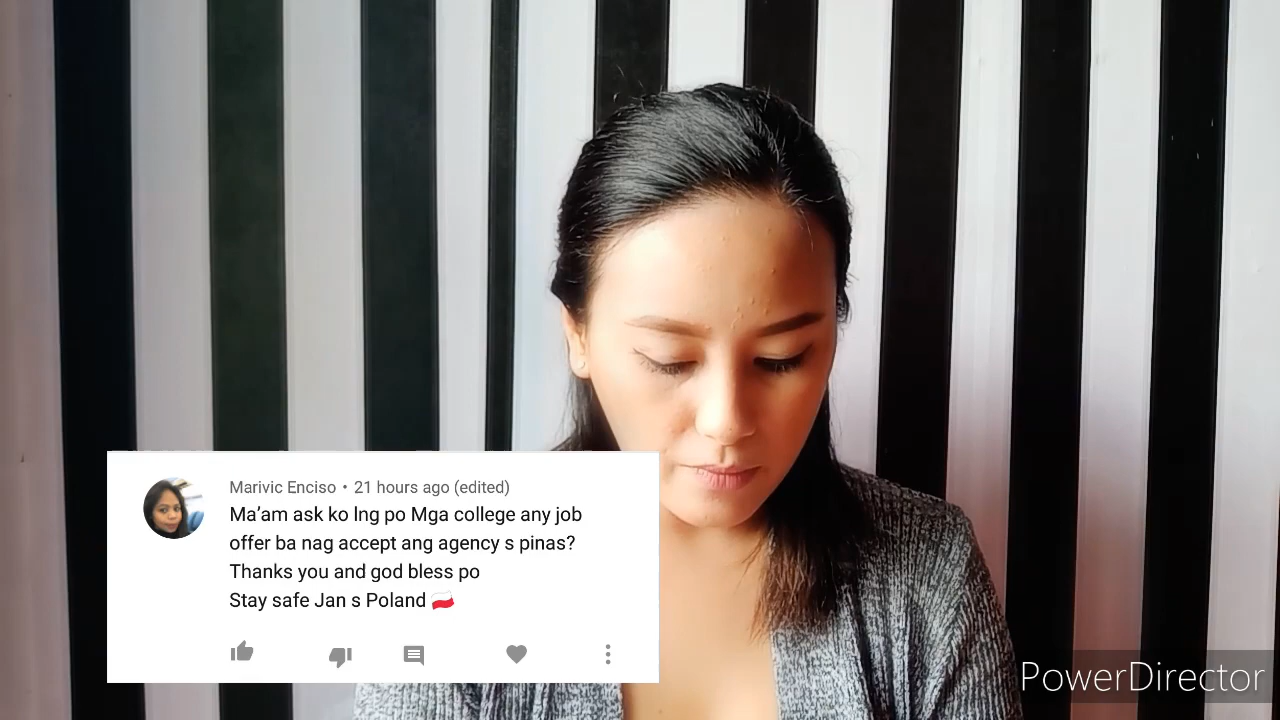 Marivic Enciso • 21 hours ago (edited)
Ma’am ask ko lng po Mga college any job
offer ba nag accept ang agency s pinas?
Thanks you and god bless po
Stay safe Jan s Poland 🇵🇱
PowerDirector